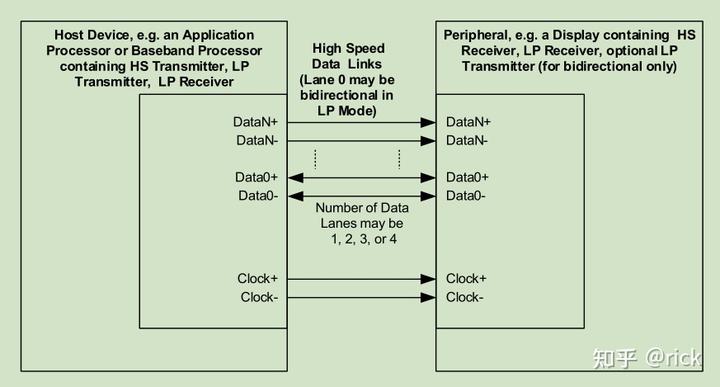 Host Device, e.g. an Application
Processor or Baseband Processor
containing HS Transmitter, LP
Transmitter, LP Receiver
High Speed
Data Links
(Lane 0 may be
bidirectional in
LP Mode)
Peripheral, e.g. a Display containing HS
Receiver, LP Receiver, optional LP
Transmitter (for bidirectional only)
DataN+
DataN+
DataN-
DataN-
Data0+
Data0+
Data0-
Data0-
Number of Data
Lanes may be
1, 2, 3, or 4
Clock+
Clock+
Clock-
Clock-
知乎 @rick